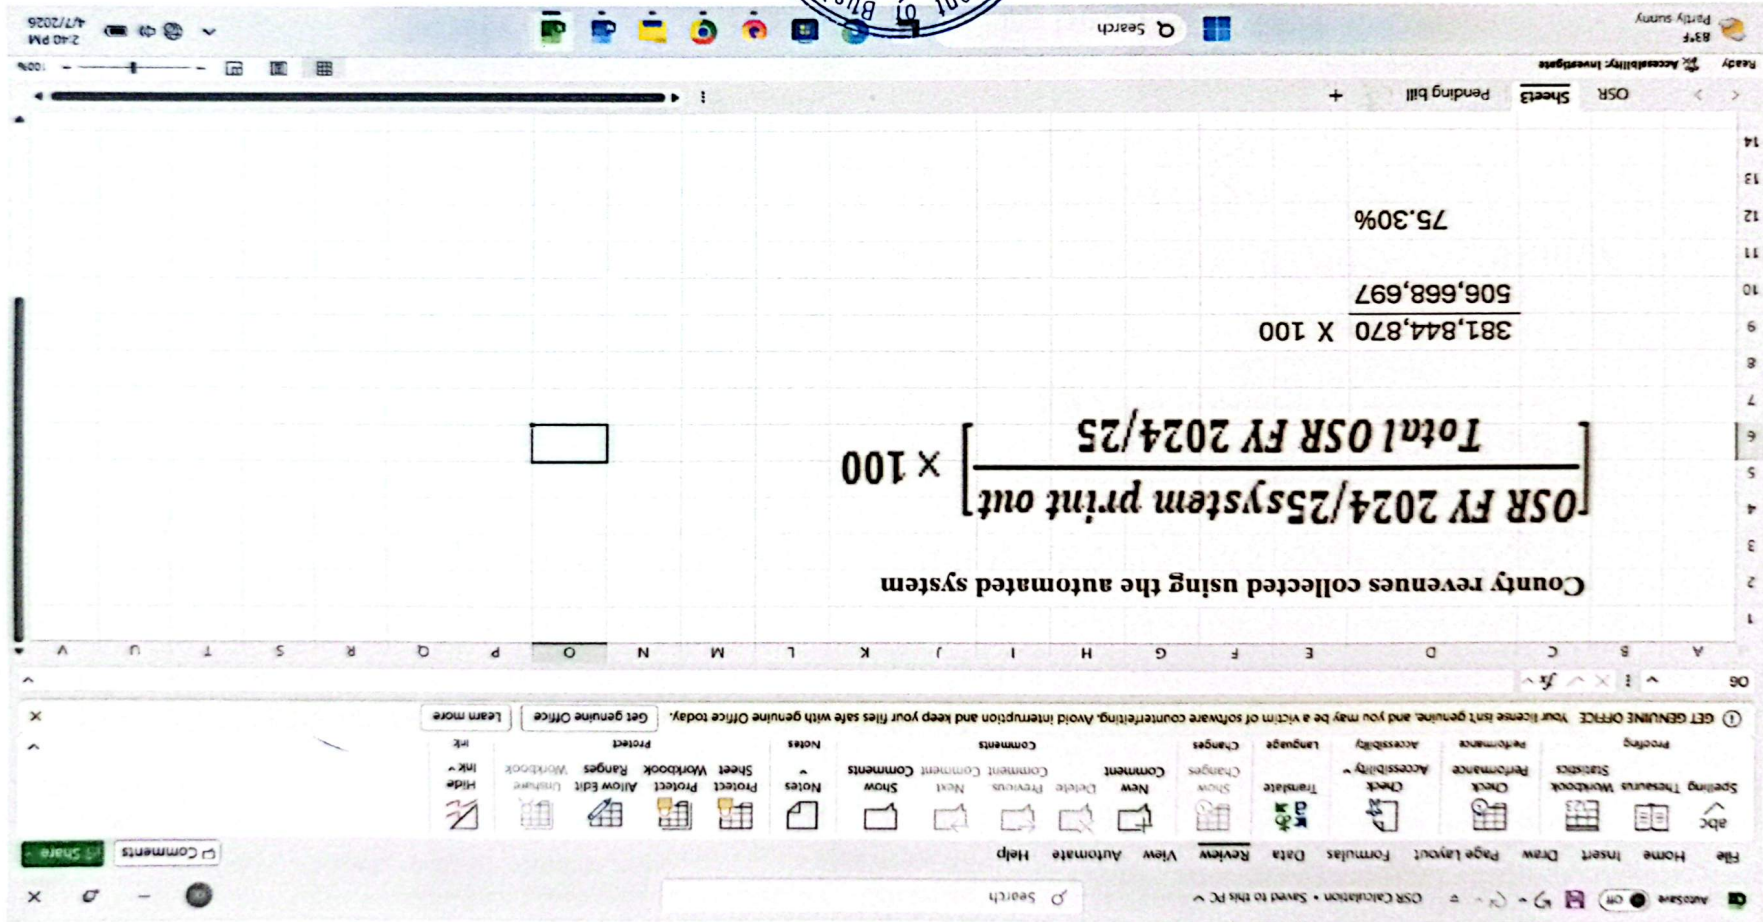 AutoSave Off OSR Calculation • Saved to this PC Search
File Home Insert Draw Page Layout Formulas Data Review View Automate Help Comments Share
abc
Spelling Thesaurus Workbook Statistics
Check Performance
Check Accessibility
Translate
Show Changes
New Comment
Delete
Previous Comment
Next Comment
Show Comments
Notes
Protect Sheet
Protect Workbook
Allow Edit Ranges
Unshare Workbook
Hide Ink
Proofing Performance Accessibility Language Changes Comments Notes Protect Ink
GET GENUINE OFFICE Your license isn't genuine, and you may be a victim of software counterfeiting. Avoid interruption and keep your files safe with genuine Office today. Get genuine Office Learn more
O6 fx
A B C D E F G H I J K L M N O P Q R S T U V
1
2 County revenues collected using the automated system
3
4 OSR FY 2024/25system print out
5 × 100
6 Total OSR FY 2024/25
7
8
9 381,844,870 X 100
10 506,668,697
11
12 75.30%
13
14
OSR Sheet3 Pending bill +
Ready Accessibility: Investigate 100%
83°F
Partly sunny
Search
2:40 PM
4/7/2026